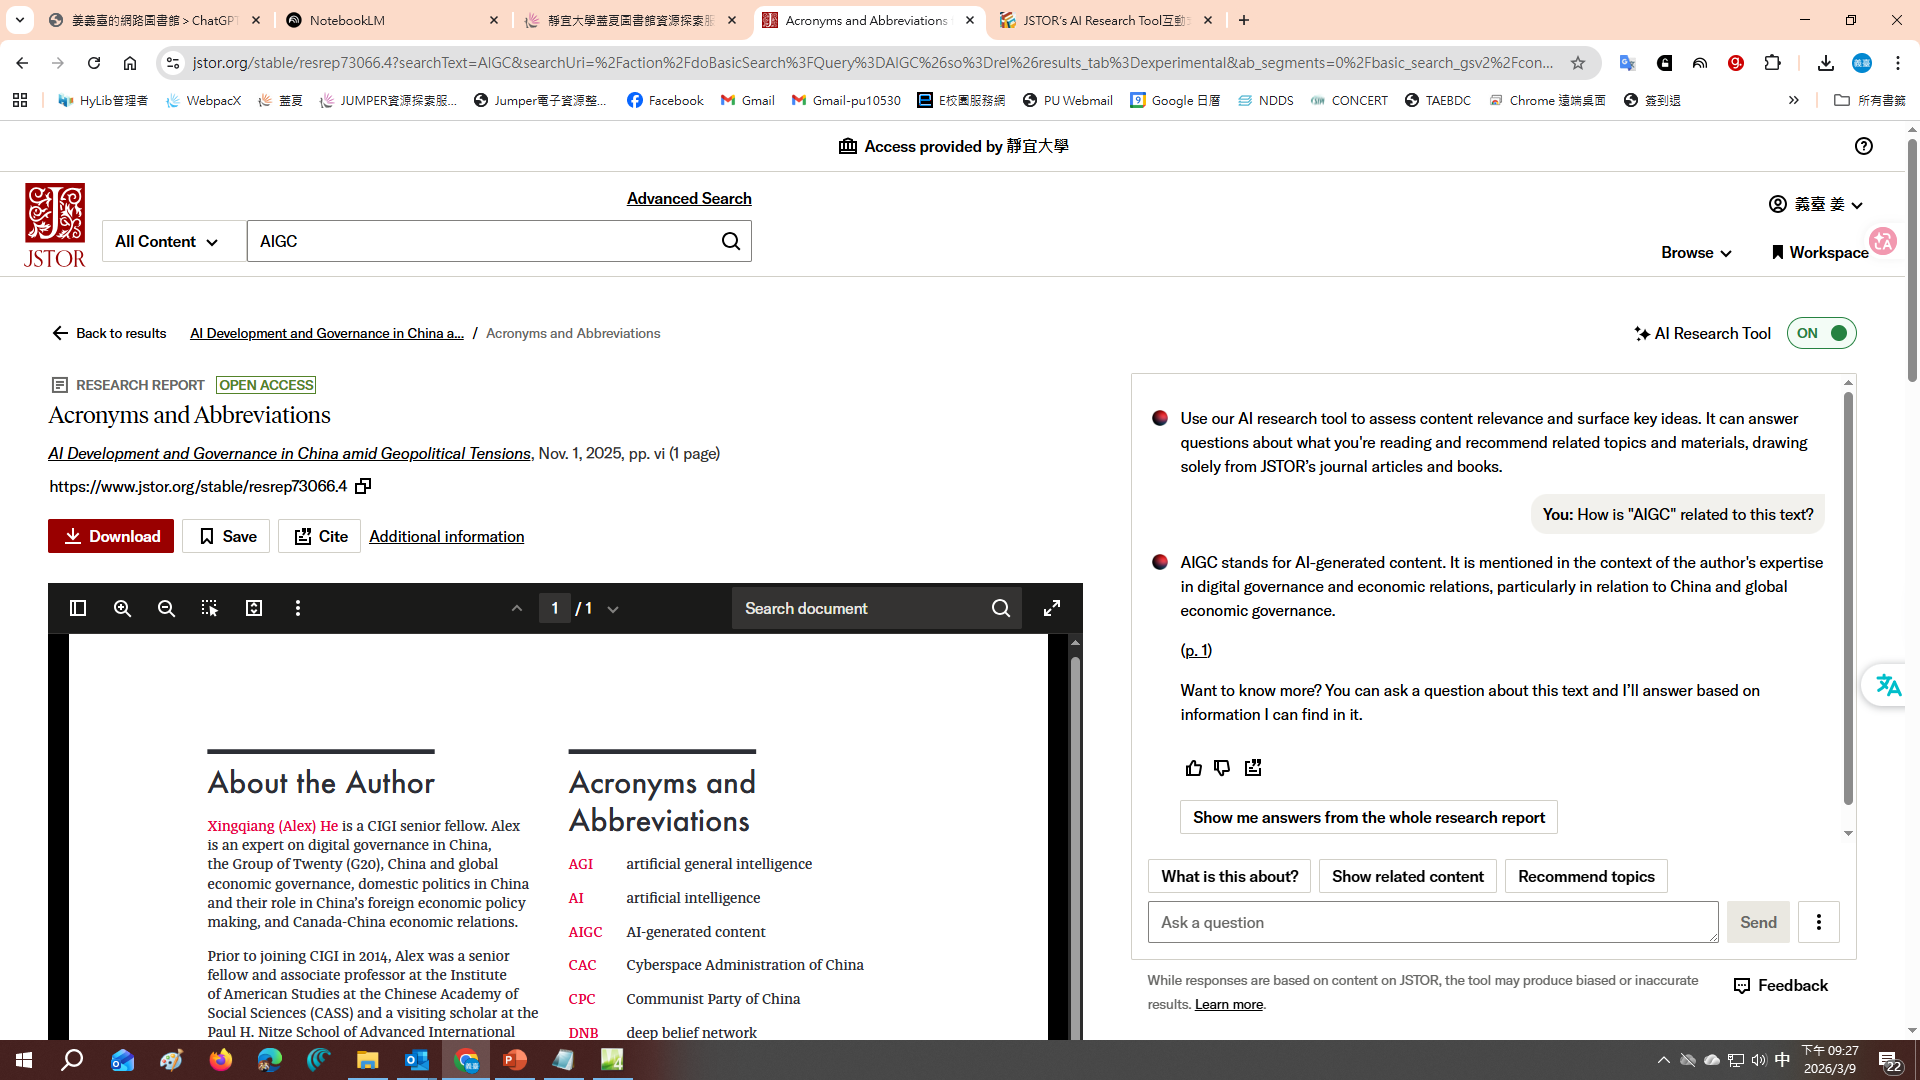 姜義臺的網路圖書館 > ChatGPT
NotebookLM
靜宜大學蓋夏圖書館資源探索服
Acronyms and Abbreviations
JSTOR's AI Research Tool互動
jstor.org/stable/resrep73066.4?searchText=AIGC&searchUri=%2Faction%2FdoBasicSearch%3FQuery%3DAIGC%26so%3Drel%26results_tab%3Dexperimental&ab_segments=0%2Fbasic_search_gsv2%2Fcon...
HyLib管理者
WebpacX
蓋夏
JUMPER資源探索服...
Jumper電子資源整...
Facebook
Gmail
Gmail-pu10530
E校園服務網
PU Webmail
Google 日曆
NDDS
CONCERT
TAEBDC
Chrome 遠端桌面
簽到退
所有書籤
Access provided by 靜宜大學
JSTOR
Advanced Search
All Content
AIGC
義臺 姜
Browse
Workspace
Back to results
AI Development and Governance in China a... / Acronyms and Abbreviations
AI Research Tool
ON
RESEARCH REPORT
OPEN ACCESS
Acronyms and Abbreviations
AI Development and Governance in China amid Geopolitical Tensions, Nov. 1, 2025, pp. vi (1 page)
https://www.jstor.org/stable/resrep73066.4
Download
Save
Cite
Additional information
1 / 1
Search document
About the Author
Xingqiang (Alex) He is a CIGI senior fellow. Alex
is an expert on digital governance in China,
the Group of Twenty (G20), China and global
economic governance, domestic politics in China
and their role in China's foreign economic policy
making, and Canada-China economic relations.
Prior to joining CIGI in 2014, Alex was a senior
fellow and associate professor at the Institute
of American Studies at the Chinese Academy of
Social Sciences (CASS) and a visiting scholar at the
Paul H. Nitze School of Advanced International
Acronyms and
Abbreviations
AGI artificial general intelligence
AI artificial intelligence
AIGC AI-generated content
CAC Cyberspace Administration of China
CPC Communist Party of China
DNB deep belief network
Use our AI research tool to assess content relevance and surface key ideas. It can answer
questions about what you're reading and recommend related topics and materials, drawing
solely from JSTOR's journal articles and books.
You: How is "AIGC" related to this text?
AIGC stands for AI-generated content. It is mentioned in the context of the author's expertise
in digital governance and economic relations, particularly in relation to China and global
economic governance.
(p. 1)
Want to know more? You can ask a question about this text and I'll answer based on
information I can find in it.
Show me answers from the whole research report
What is this about?
Show related content
Recommend topics
Ask a question
Send
While responses are based on content on JSTOR, the tool may produce biased or inaccurate
results. Learn more.
Feedback
中
下午 09:27
2026/3/9
22